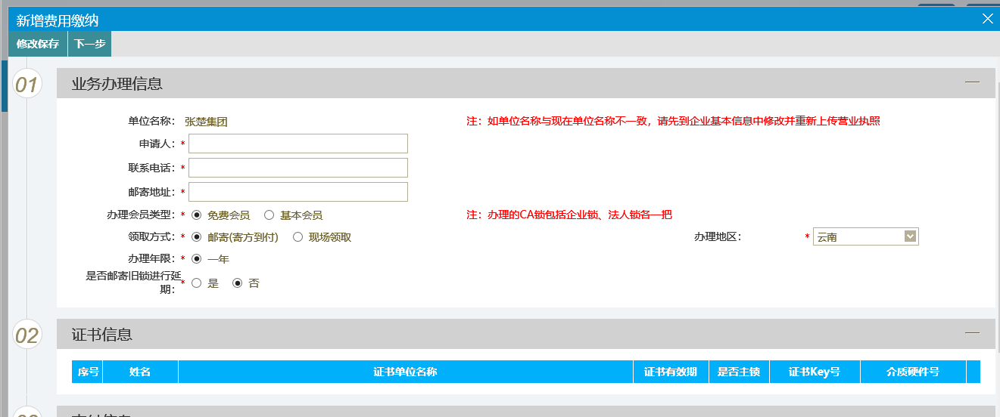 新增费用缴纳
修改保存 下一步
01 业务办理信息
单位名称： 张楚集团 注：如单位名称与现在单位名称不一致，请先到企业基本信息中修改并重新上传营业执照
申请人：*
联系电话：*
邮寄地址：*
办理会员类型：* 免费会员 基本会员 注：办理的CA锁包括企业锁、法人锁各一把
领取方式：* 邮寄(寄方到付) 现场领取 办理地区： * 云南
办理年限：* 一年
是否邮寄旧锁进行延
期：* 是 否
02 证书信息
序号 姓名 证书单位名称 证书有效期 是否主锁 证书Key号 介质硬件号